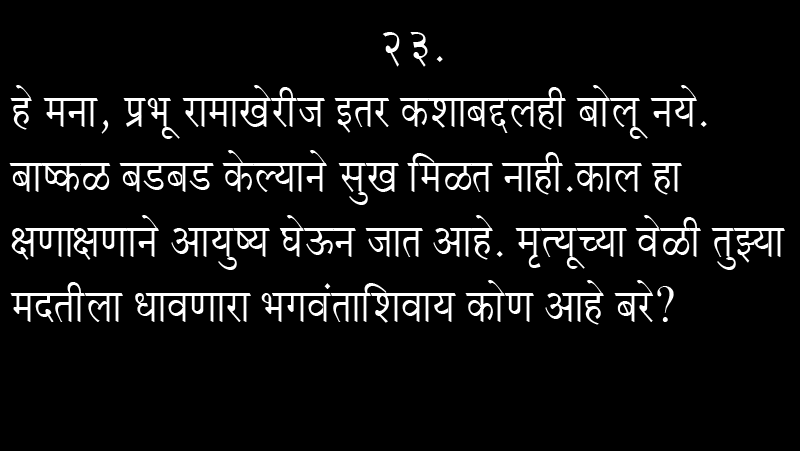 २३.
हे मना, प्रभू रामाखेरीज इतर कशाबद्दलही बोलू नये.
बाष्कळ बडबड केल्याने सुख मिळत नाही.काल हा
क्षणाक्षणाने आयुष्य घेऊन जात आहे. मृत्यूच्या वेळी तुझ्या
मदतीला धावणारा भगवंताशिवाय कोण आहे बरे?